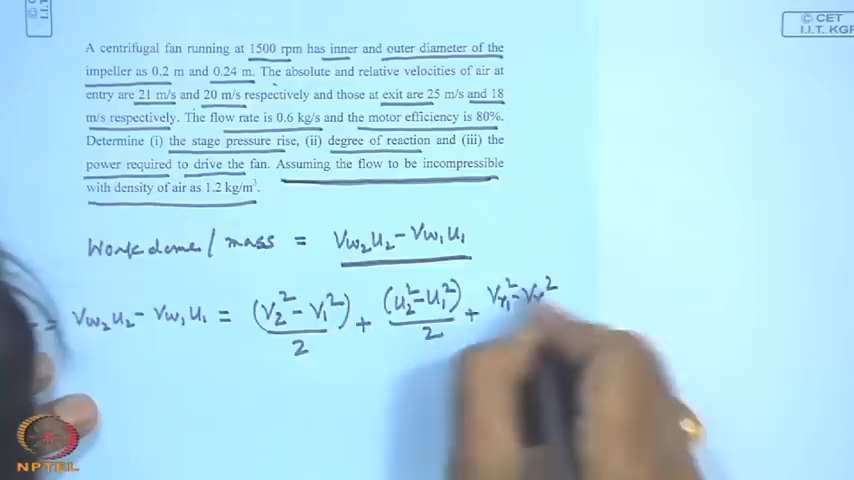 © CET
I.I.T. KGP
A centrifugal fan running at 1500 rpm has inner and outer diameter of the
impeller as 0.2 m and 0.24 m. The absolute and relative velocities of air at
entry are 21 m/s and 20 m/s respectively and those at exit are 25 m/s and 18
m/s respectively. The flow rate is 0.6 kg/s and the motor efficiency is 80%.
Determine (i) the stage pressure rise, (ii) degree of reaction and (iii) the
power required to drive the fan. Assuming the flow to be incompressible
with density of air as 1.2 kg/m³.
Workdone/mass = Vw₂u₂-Vw₁u₁
= Vw₂u₂-Vw₁u₁ = (V₂²-V₁²)/2 + (u₂²-u₁²)/2 + Vr₁²-Vr²
NPTEL